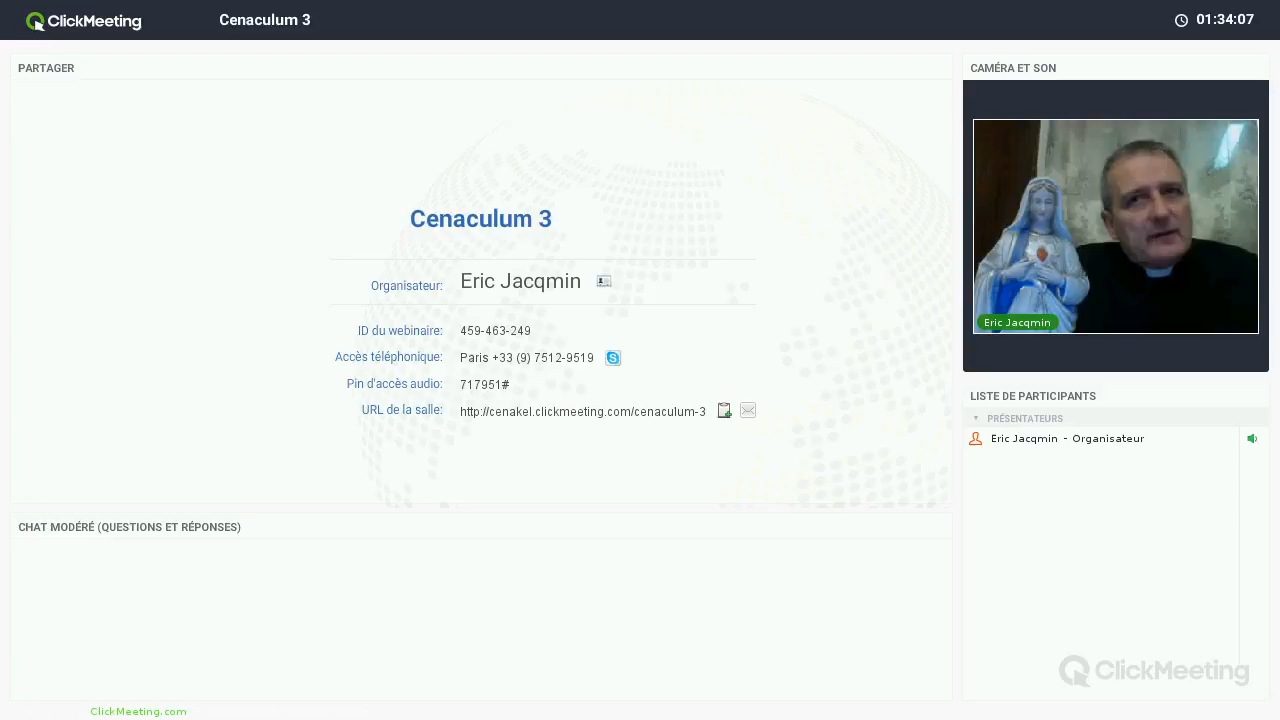 ClickMeeting
Cenaculum 3
01:34:07
PARTAGER
Cenaculum 3
Organisateur: Eric Jacqmin
ID du webinaire: 459-463-249
Accès téléphonique: Paris +33 (9) 7512-9519
Pin d'accès audio: 717951#
URL de la salle: http://cenakel.clickmeeting.com/cenaculum-3
CHAT MODÉRÉ (QUESTIONS ET RÉPONSES)
CAMÉRA ET SON
Eric Jacqmin
LISTE DE PARTICIPANTS
PRÉSENTATEURS
Eric Jacqmin - Organisateur
ClickMeeting
ClickMeeting.com